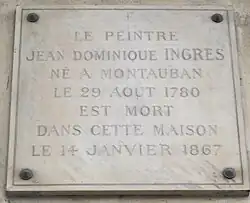 LE PEINTRE
JEAN DOMINIQUE INGRES
NÉ A MONTAUBAN
LE 29 AOUT 1780
EST MORT
DANS CETTE MAISON
LE 14 JANVIER 1867